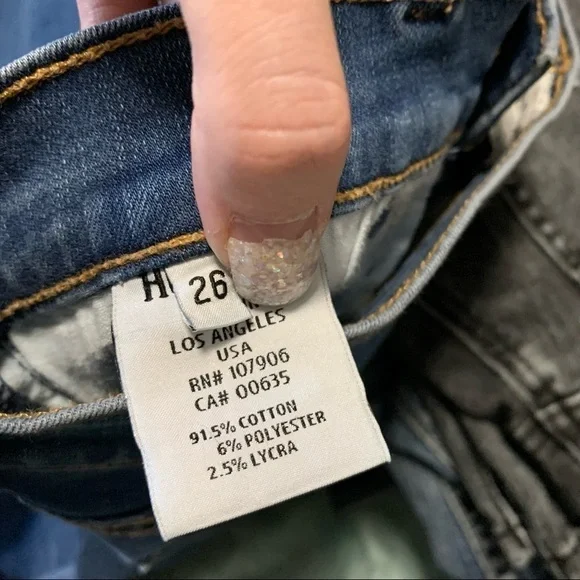 26
LOS ANGELES
USA
RN# 107906
CA# 00635
91.5% COTTON
6% POLYESTER
2.5% LYCRA